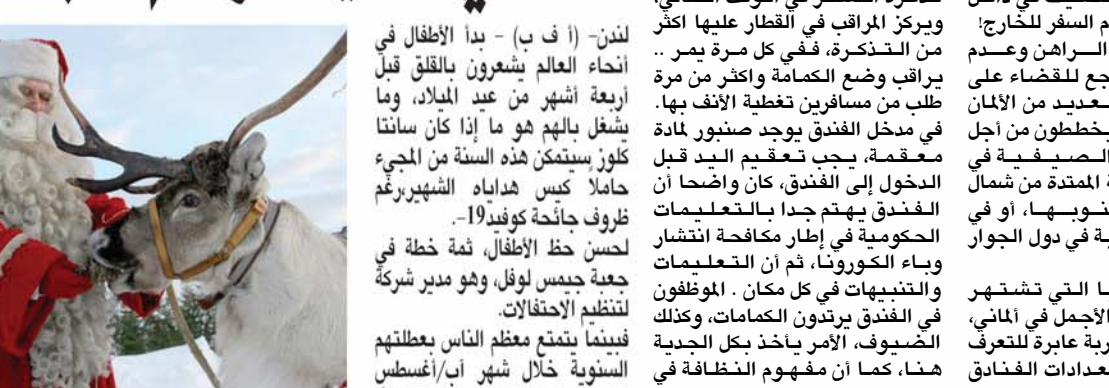 لندن- (أ ف ب) - بدأ الأطفال في
أنحاء العالم يشعرون بالقلق قبل
أربعة أشهر من عيد الميلاد، وما
يشغل بالهم هو ما إذا كان سانتا
كلوز سيتمكن هذه السنة من المجيء
حاملاً كيس هداياه الشهير،رغم
ظروف جائحة كوفيد19-.
لحسن حظ الأطفال، ثمة خطة في
جعبة جيمس لوفل، وهو مدير شركة
لتنظيم الاحتفالات.
فبينما يتمتع معظم الناس بعطلتهم
السنوية خلال شهر آب/أغسطس
ويركز المراقب في القطار عليها اكثر
من التذكرة، ففي كل مرة يمر ..
يراقب وضع الكمامة واكثر من مرة
طلب من مسافرين تغطية الأنف بها.
في مدخل الفندق يوجد صنبور لمادة
معقمة، يجب تعقيم اليد قبل
الدخول إلى الفندق، كان واضحا أن
الفندق يهتم جدا بالتعليمات
الحكومية في إطار مكافحة انتشار
وباء الكورونا، ثم أن التعليمات
والتنبيهات في كل مكان . الموظفون
في الفندق يرتدون الكمامات، وكذلك
الضيوف، الأمر يأخذ بكل الجدية
هنا، كما أن مفهوم النظافة في
م السفر للخارج!
الراهن وعدم
جع للقضاء على
عديد من الألمان
خططون من أجل
الصيفية في
ة الممتدة من شمال
نوبها، أو في
ية في دول الجوار
ا التي تشتهر
الأجمل في ألماني،
ربة عابرة للتعرف
عدادات الفنادق